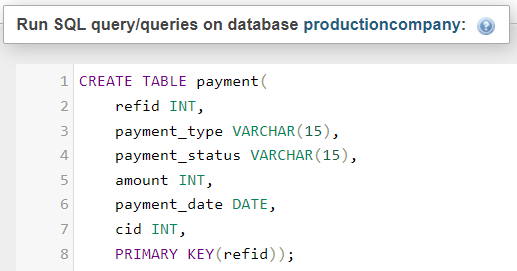 Run SQL query/queries on database productioncompany:
1 CREATE TABLE payment(
2 refid INT,
3 payment_type VARCHAR(15),
4 payment_status VARCHAR(15),
5 amount INT,
6 payment_date DATE,
7 cid INT,
8 PRIMARY KEY(refid));